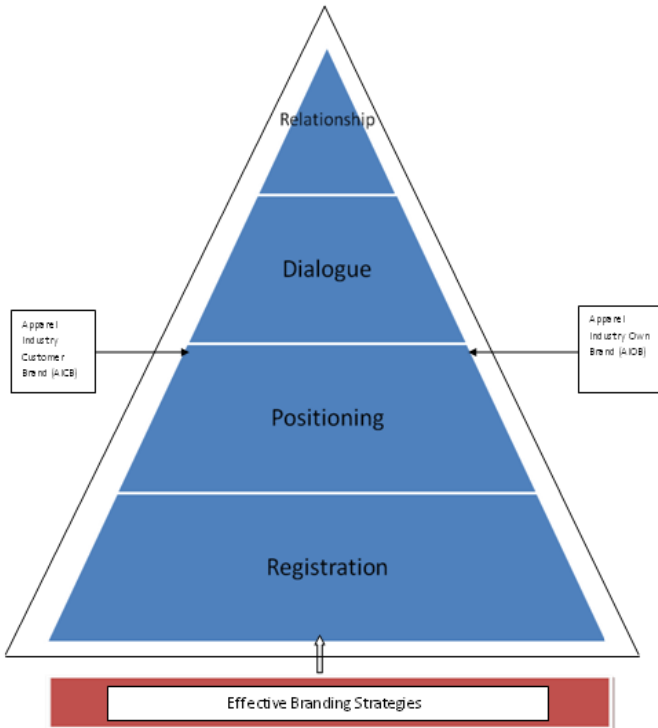 Relationship
Dialogue
Apparel
Industry
Customer
Brand (AICB)
Apparel
Industry Own
Brand (AIOB)
Positioning
Registration
Effective Branding Strategies